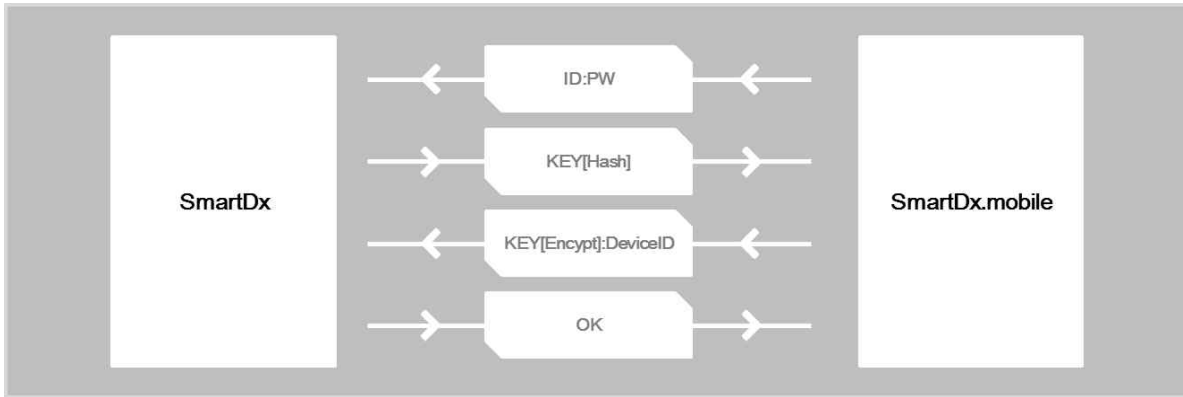 ID:PW
KEY[Hash]
SmartDx
SmartDx.mobile
KEY[Encypt]:DeviceID
OK